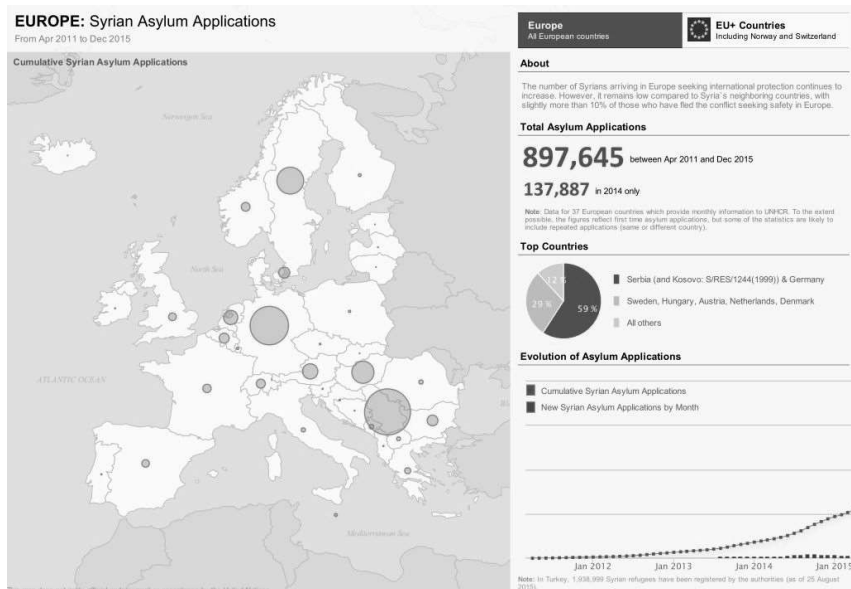 EUROPE: Syrian Asylum Applications
From Apr 2011 to Dec 2015
Cumulative Syrian Asylum Applications
Norwegian Sea
North Sea
ATLANTIC OCEAN
Mediterranean Sea
Europe
All European countries
EU+ Countries
Including Norway and Switzerland
About
The number of Syrians arriving in Europe seeking international protection continues to
increase. However, it remains low compared to Syria`s neighboring countries, with
slightly more than 10% of those who have fled the conflict seeking safety in Europe.
Total Asylum Applications
897,645 between Apr 2011 and Dec 2015
137,887 in 2014 only
Note: Data for 37 European countries which provide monthly information to UNHCR. To the extent
possible, the figures reflect first time asylum applications, but some of the statistics are likely to
include repeated applications (same or different country).
Top Countries
12 %
29 %
59 %
Serbia (and Kosovo: S/RES/1244(1999)) & Germany
Sweden, Hungary, Austria, Netherlands, Denmark
All others
Evolution of Asylum Applications
Cumulative Syrian Asylum Applications
New Syrian Asylum Applications by Month
Jan 2012 Jan 2013 Jan 2014 Jan 2015
Note: In Turkey, 1,938,999 Syrian refugees have been registered by the authorities (as of 25 August
2015).